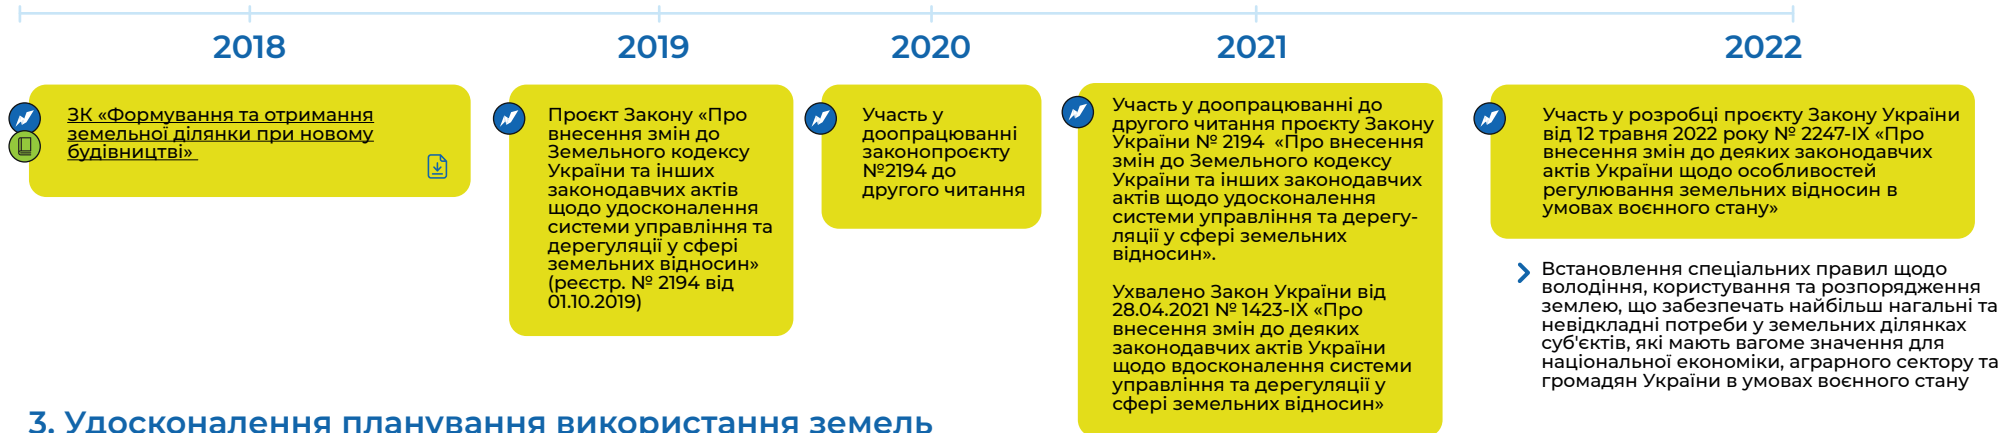 2018
2019
2020
2021
2022
ЗК «Формування та отримання
земельної ділянки при новому
будівництві»
Проєкт Закону «Про
внесення змін до
Земельного кодексу
України та інших
законодавчих актів
щодо удосконалення
системи управління та
дерегуляції у сфері
земельних відносин»
(реєстр. № 2194 від
01.10.2019)
Участь у
доопрацюванні
законопроєкту
№2194 до
другого читання
Участь у доопрацюванні до
другого читання проєкту Закону
України № 2194 «Про внесення
змін до Земельного кодексу
України та інших законодавчих
актів щодо удосконалення
системи управління та дерегу-
ляції у сфері земельних
відносин».
Ухвалено Закон України від
28.04.2021 № 1423-IX «Про
внесення змін до деяких
законодавчих актів України
щодо вдосконалення системи
управління та дерегуляції у
сфері земельних відносин»
Участь у розробці проєкту Закону України
від 12 травня 2022 року № 2247-IX «Про
внесення змін до деяких законодавчих
актів України щодо особливостей
регулювання земельних відносин в
умовах воєнного стану»
Встановлення спеціальних правил щодо
володіння, користування та розпорядження
землею, що забезпечать найбільш нагальні та
невідкладні потреби у земельних ділянках
суб'єктів, які мають вагоме значення для
національної економіки, аграрного сектору та
громадян України в умовах воєнного стану
3. Удосконалення планування використання земель